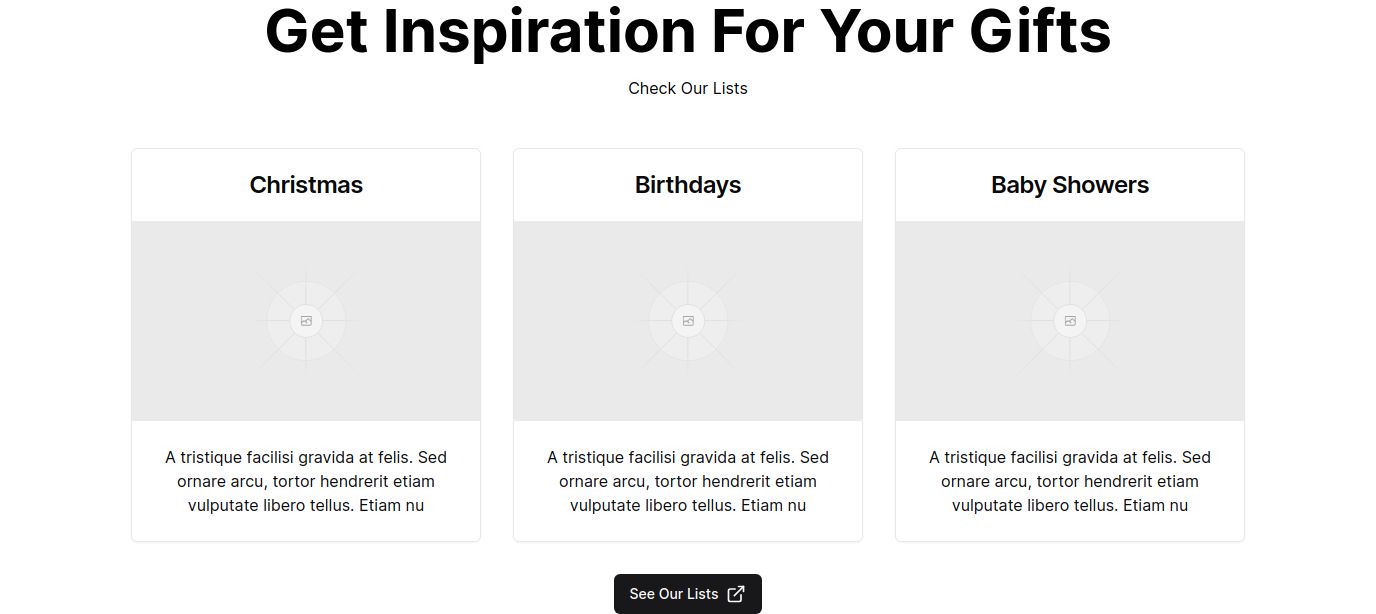 Get Inspiration For Your Gifts
Check Our Lists
Christmas
A tristique facilisi gravida at felis. Sed
ornare arcu, tortor hendrerit etiam
vulputate libero tellus. Etiam nu
Birthdays
A tristique facilisi gravida at felis. Sed
ornare arcu, tortor hendrerit etiam
vulputate libero tellus. Etiam nu
Baby Showers
A tristique facilisi gravida at felis. Sed
ornare arcu, tortor hendrerit etiam
vulputate libero tellus. Etiam nu
See Our Lists